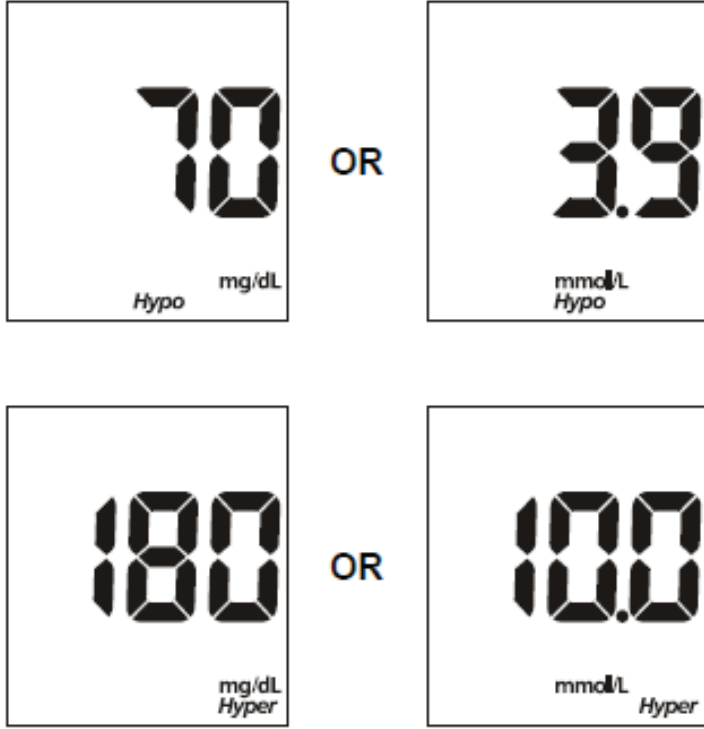 70
OR
3.9
mg/dL
mmol/L
Hypo
Hypo
180
OR
10.0
mg/dL
mmol/L
Hyper
Hyper